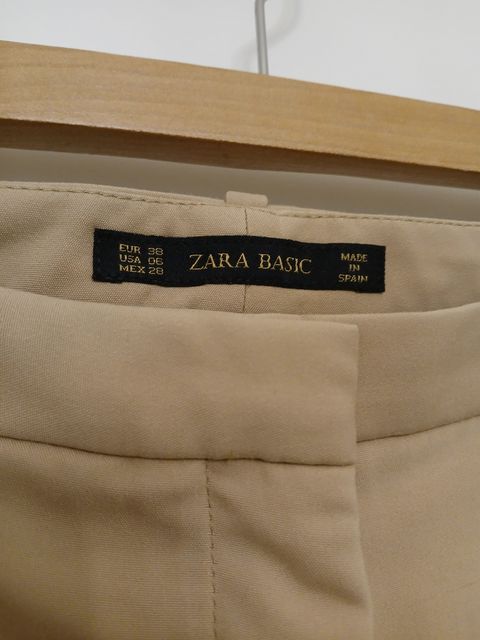 EUR 38
USA 06
MEX 28
ZARA BASIC
MADE
IN
SPAIN